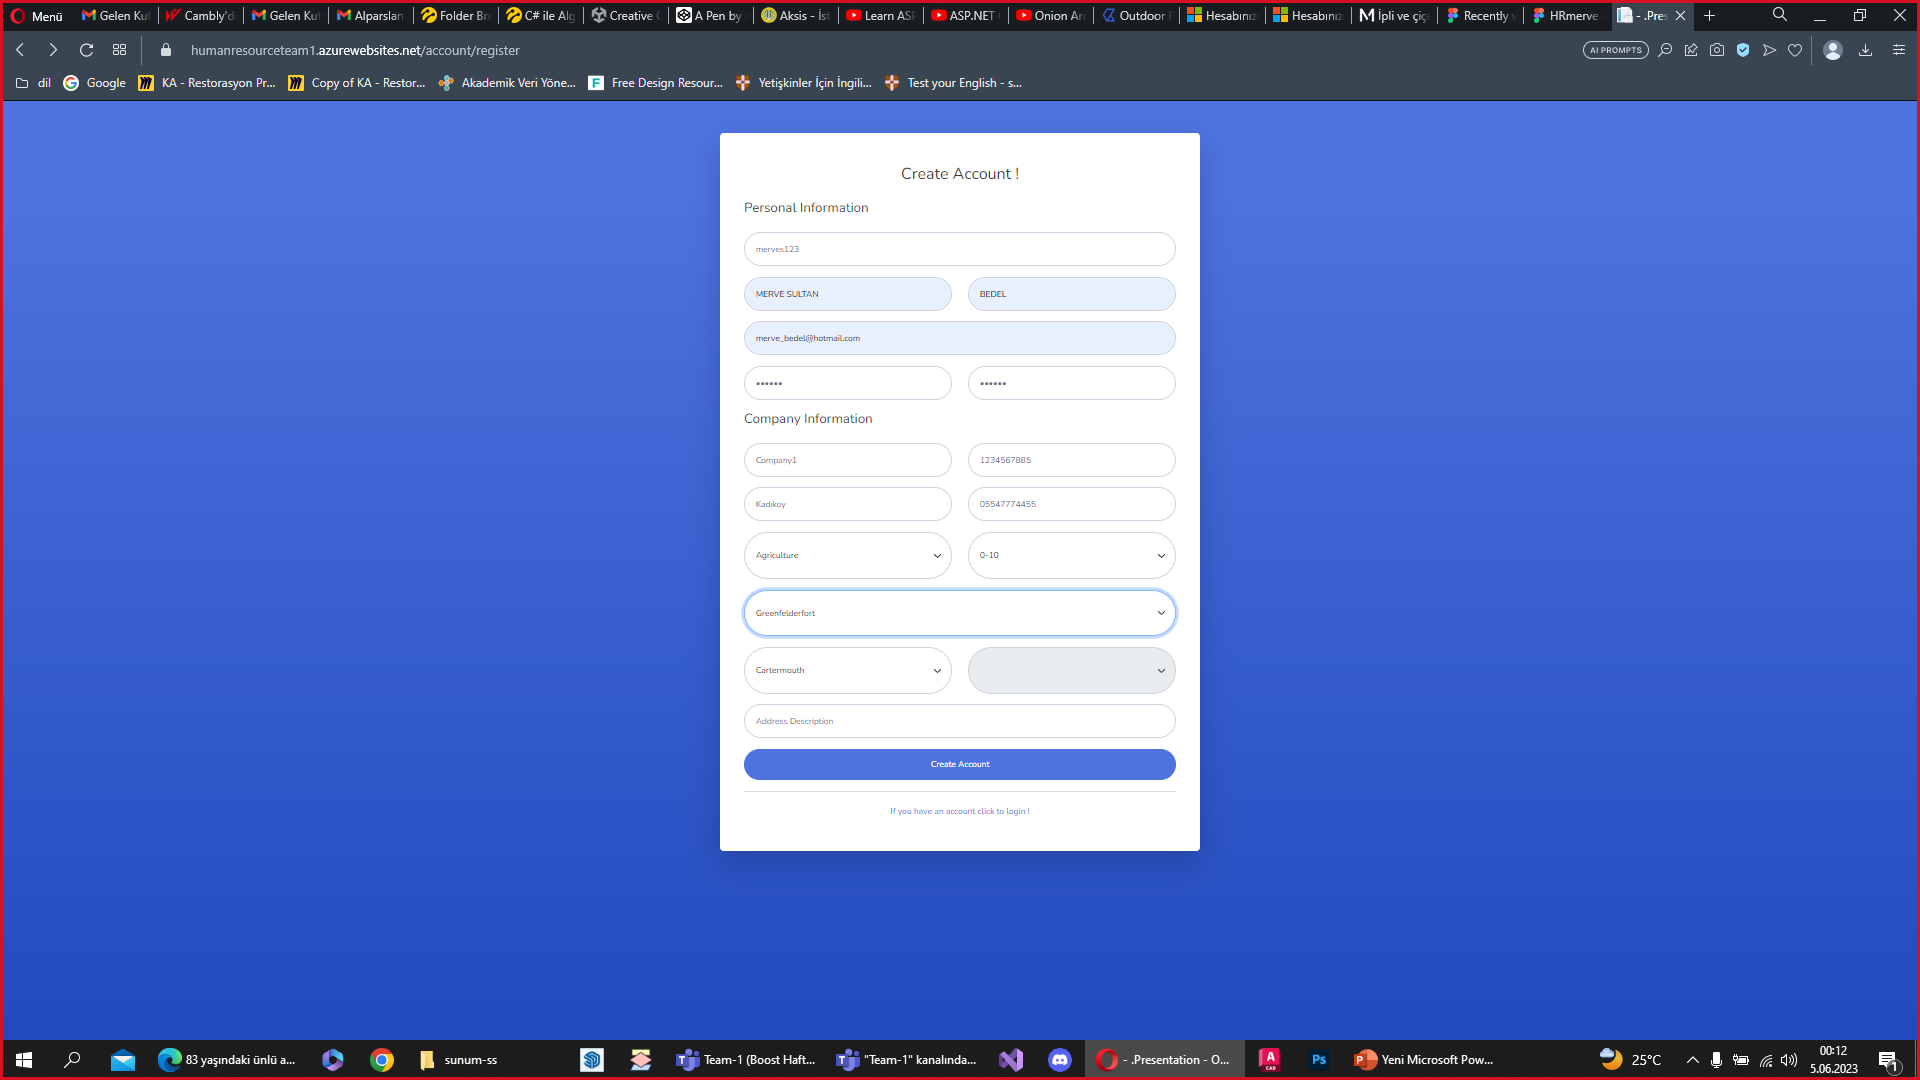 Menü
Gelen Kut
Cambly'd
Gelen Kut
Alparslan
Folder Bre
C# ile Alg
Creative C
A Pen by
Aksis - İst
Learn ASP
ASP.NET C
Onion Arc
Outdoor
Hesabınız
Hesabınız
İpli ve çiç
Recently v
HRmerve
.Pres
humanresourceteam1.azurewebsites.net/account/register
AI PROMPTS
dil
Google
KA - Restorasyon Pr...
Copy of KA - Restor...
Akademik Veri Yöne...
Free Design Resour...
Yetişkinler İçin İngili...
Test your English - s...
Create Account !
Personal Information
merves123
MERVE SULTAN
BEDEL
merve_bedel@hotmail.com
••••••
••••••
Company Information
Company1
1234567885
Kadıkoy
05547774455
Agriculture
0-10
Greenfelderfort
Cartermouth
Address Description
Create Account
If you have an account click to login !
83 yaşındaki ünlü a...
sunum-ss
Team-1 (Boost Haft...
"Team-1" kanalında...
- .Presentation - O...
Yeni Microsoft Pow...
25°C
00:12
5.06.2023
1